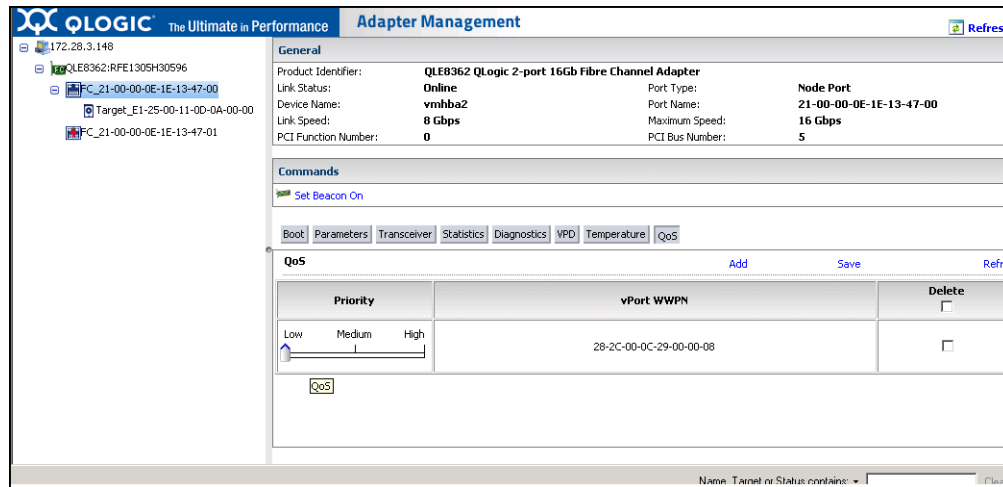 QLOGIC The Ultimate in Performance Adapter Management
Refres
172.28.3.148
QLE8362:RFE1305H30596
FC_21-00-00-0E-1E-13-47-00
Target_E1-25-00-11-0D-0A-00-00
FC_21-00-00-0E-1E-13-47-01
General
Product Identifier: QLE8362 QLogic 2-port 16Gb Fibre Channel Adapter
Link Status: Online Port Type: Node Port
Device Name: vmhba2 Port Name: 21-00-00-0E-1E-13-47-00
Link Speed: 8 Gbps Maximum Speed: 16 Gbps
PCI Function Number: 0 PCI Bus Number: 5
Commands
Set Beacon On
Boot Parameters Transceiver Statistics Diagnostics VPD Temperature QoS
QoS Add Save Refr
Priority vPort WWPN Delete
Low Medium High
28-2C-00-0C-29-00-00-08
QoS
Name, Target or Status contains: Clea